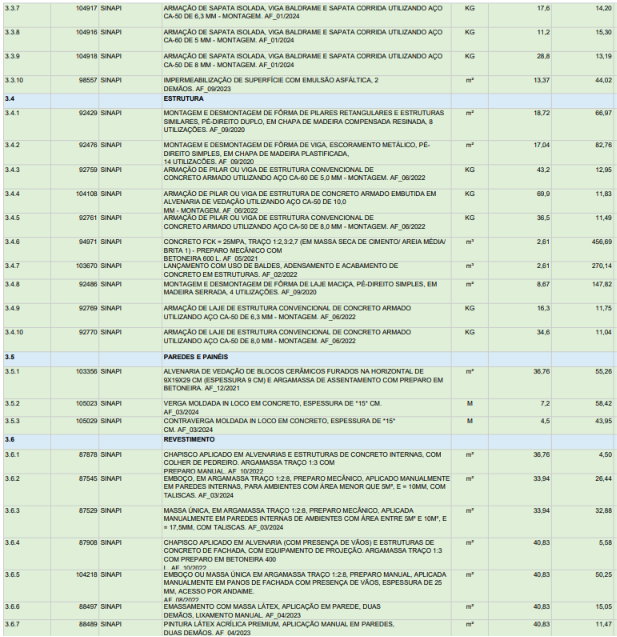 3.3.7 104917 SINAPI ARMAÇÃO DE SAPATA ISOLADA, VIGA BALDRAME E SAPATA CORRIDA UTILIZANDO AÇO KG 17,6 14,20
CA-50 DE 6,3 MM - MONTAGEM. AF_01/2024
3.3.8 104916 SINAPI ARMAÇÃO DE SAPATA ISOLADA, VIGA BALDRAME E SAPATA CORRIDA UTILIZANDO AÇO KG 11,2 15,30
CA-60 DE 5 MM - MONTAGEM. AF_01/2024
3.3.9 104918 SINAPI ARMAÇÃO DE SAPATA ISOLADA, VIGA BALDRAME E SAPATA CORRIDA UTILIZANDO AÇO KG 28,8 13,19
CA-50 DE 8 MM - MONTAGEM. AF_01/2024
3.3.10 98557 SINAPI IMPERMEABILIZAÇÃO DE SUPERFÍCIE COM EMULSÃO ASFÁLTICA, 2 m² 13,37 44,02
DEMÃOS. AF_09/2023
3.4 ESTRUTURA
3.4.1 92429 SINAPI MONTAGEM E DESMONTAGEM DE FÔRMA DE PILARES RETANGULARES E ESTRUTURAS m² 18,72 66,97
SIMILARES, PÉ-DIREITO DUPLO, EM CHAPA DE MADEIRA COMPENSADA RESINADA, 8
UTILIZAÇÕES. AF_09/2020
3.4.2 92476 SINAPI MONTAGEM E DESMONTAGEM DE FÔRMA DE VIGA, ESCORAMENTO METÁLICO, PÉ- m² 17,04 82,76
DIREITO SIMPLES, EM CHAPA DE MADEIRA PLASTIFICADA,
14 UTILIZAÇÕES. AF_09/2020
3.4.3 92759 SINAPI ARMAÇÃO DE PILAR OU VIGA DE ESTRUTURA CONVENCIONAL DE KG 43,2 12,95
CONCRETO ARMADO UTILIZANDO AÇO CA-60 DE 5,0 MM - MONTAGEM. AF_06/2022
3.4.4 104108 SINAPI ARMAÇÃO DE PILAR OU VIGA DE ESTRUTURA DE CONCRETO ARMADO EMBUTIDA EM KG 69,9 11,83
ALVENARIA DE VEDAÇÃO UTILIZANDO AÇO CA-50 DE 10,0
MM - MONTAGEM. AF_06/2022
3.4.5 92761 SINAPI ARMAÇÃO DE PILAR OU VIGA DE ESTRUTURA CONVENCIONAL DE KG 36,5 11,49
CONCRETO ARMADO UTILIZANDO AÇO CA-50 DE 8,0 MM - MONTAGEM. AF_06/2022
3.4.6 94971 SINAPI CONCRETO FCK = 25MPA, TRAÇO 1:2,3:2,7 (EM MASSA SECA DE CIMENTO/ AREIA MÉDIA/ m³ 2,61 456,69
BRITA 1) - PREPARO MECÂNICO COM
BETONEIRA 600 L. AF_05/2021
3.4.7 103670 SINAPI LANÇAMENTO COM USO DE BALDES, ADENSAMENTO E ACABAMENTO DE m³ 2,61 270,14
CONCRETO EM ESTRUTURAS. AF_02/2022
3.4.8 92486 SINAPI MONTAGEM E DESMONTAGEM DE FÔRMA DE LAJE MACIÇA, PÉ-DIREITO SIMPLES, EM m² 8,67 147,82
MADEIRA SERRADA, 4 UTILIZAÇÕES. AF_09/2020
3.4.9 92769 SINAPI ARMAÇÃO DE LAJE DE ESTRUTURA CONVENCIONAL DE CONCRETO ARMADO KG 16,3 11,75
UTILIZANDO AÇO CA-50 DE 6,3 MM - MONTAGEM. AF_06/2022
3.4.10 92770 SINAPI ARMAÇÃO DE LAJE DE ESTRUTURA CONVENCIONAL DE CONCRETO ARMADO KG 34,6 11,04
UTILIZANDO AÇO CA-50 DE 8,0 MM - MONTAGEM. AF_06/2022
3.5 PAREDES E PAINÉIS
3.5.1 103356 SINAPI ALVENARIA DE VEDAÇÃO DE BLOCOS CERÂMICOS FURADOS NA HORIZONTAL DE m² 36,76 55,26
9X19X29 CM (ESPESSURA 9 CM) E ARGAMASSA DE ASSENTAMENTO COM PREPARO EM
BETONEIRA. AF_12/2021
3.5.2 105023 SINAPI VERGA MOLDADA IN LOCO EM CONCRETO, ESPESSURA DE *15* CM. M 7,2 58,42
AF_03/2024
3.5.3 105029 SINAPI CONTRAVERGA MOLDADA IN LOCO EM CONCRETO, ESPESSURA DE *15* M 4,5 43,95
CM. AF_03/2024
3.6 REVESTIMENTO
3.6.1 87878 SINAPI CHAPISCO APLICADO EM ALVENARIAS E ESTRUTURAS DE CONCRETO INTERNAS, COM m² 36,76 4,50
COLHER DE PEDREIRO. ARGAMASSA TRAÇO 1:3 COM
PREPARO MANUAL. AF_10/2022
3.6.2 87545 SINAPI EMBOÇO, EM ARGAMASSA TRAÇO 1:2:8, PREPARO MECÂNICO, APLICADO MANUALMENTE m² 33,94 26,44
EM PAREDES INTERNAS, PARA AMBIENTES COM ÁREA MENOR QUE 5M², E = 10MM, COM
TALISCAS. AF_03/2024
3.6.3 87529 SINAPI MASSA ÚNICA, EM ARGAMASSA TRAÇO 1:2:8, PREPARO MECÂNICO, APLICADA m² 33,94 32,88
MANUALMENTE EM PAREDES INTERNAS DE AMBIENTES COM ÁREA ENTRE 5M² E 10M², E
= 17,5MM, COM TALISCAS. AF_03/2024
3.6.4 87908 SINAPI CHAPISCO APLICADO EM ALVENARIA (COM PRESENÇA DE VÃOS) E ESTRUTURAS DE m² 40,83 5,58
CONCRETO DE FACHADA, COM EQUIPAMENTO DE PROJEÇÃO. ARGAMASSA TRAÇO 1:3
COM PREPARO EM BETONEIRA 400
L. AF_10/2022
3.6.5 104218 SINAPI EMBOÇO OU MASSA ÚNICA EM ARGAMASSA TRAÇO 1:2:8, PREPARO MANUAL, APLICADA m² 40,83 50,25
MANUALMENTE EM PANOS DE FACHADA COM PRESENÇA DE VÃOS, ESPESSURA DE 25
MM, ACESSO POR ANDAIME.
AF_08/2022
3.6.6 88497 SINAPI EMASSAMENTO COM MASSA LÁTEX, APLICAÇÃO EM PAREDE, DUAS m² 40,83 15,05
DEMÃOS, LIXAMENTO MANUAL. AF_04/2023
3.6.7 88489 SINAPI PINTURA LÁTEX ACRÍLICA PREMIUM, APLICAÇÃO MANUAL EM PAREDES, m² 40,83 11,47
DUAS DEMÃOS. AF_04/2023